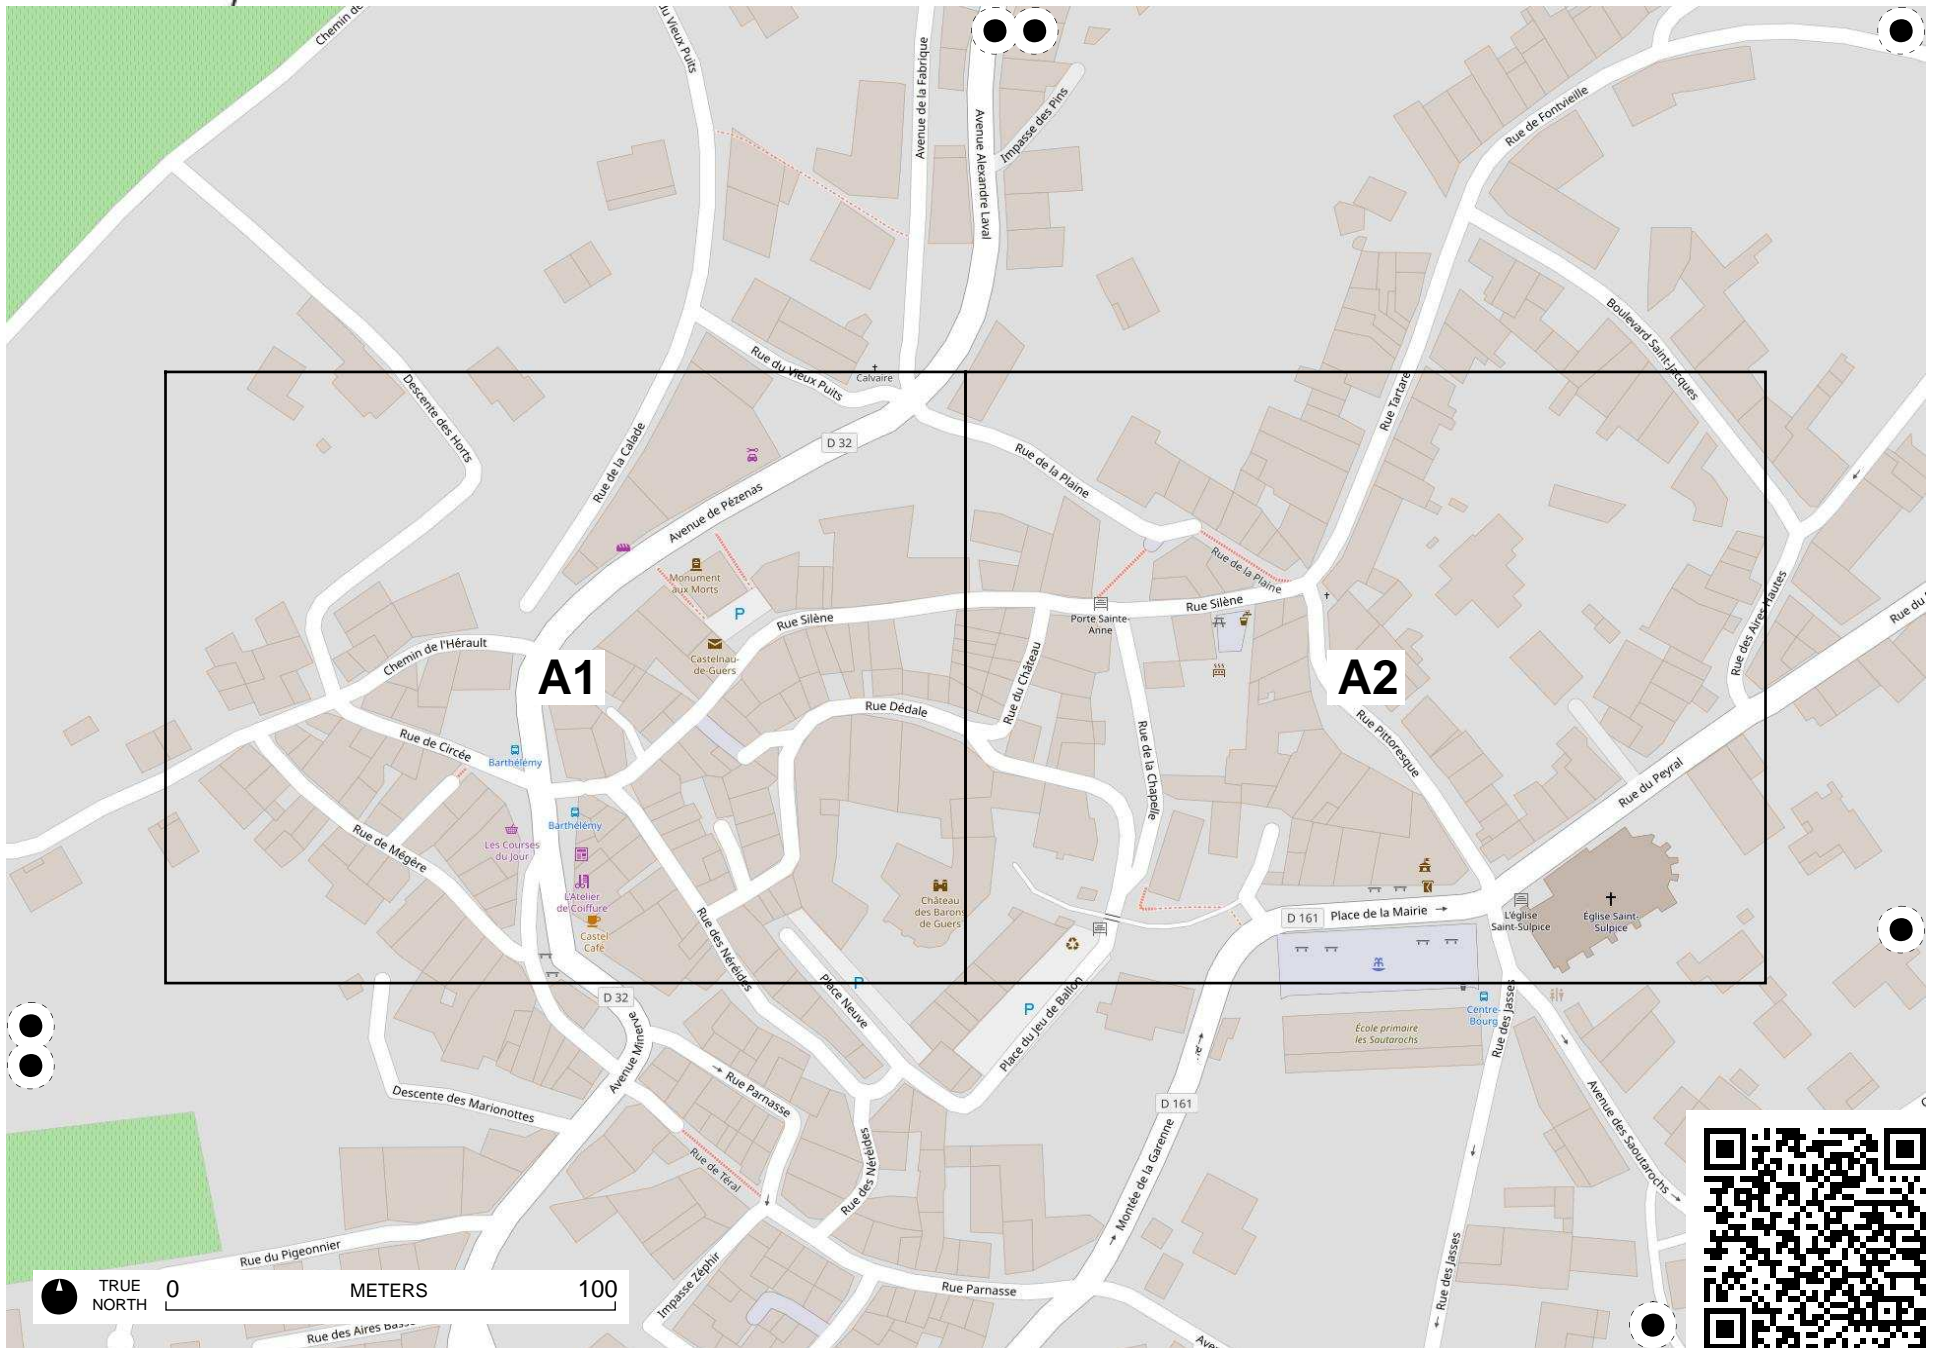 Chemin de
du Vieux Puits
Avenue de la Fabrique
Avenue Alexandre Laval
Impasse des Pins
Rue de Fontvieille
Boulevard Saint-Jacques
Descente des Horts
Rue du Vieux Puits
Calvaire
Rue Tartare
D 32
Rue de la Calade
Avenue de Pézenas
Rue de la Plaine
Monument
aux Morts
P
Rue de la Plaine
Rue Silène
Rue Silène
Porte Sainte-
Anne
Rue des Aires Hautes
Rue du
Chemin de l'Hérault
Castelnau-
de-Guers
A1
A2
Rue du Château
Rue Dédale
Rue de Circée
Barthélémy
Rue de la Chapelle
Rue Pittoresque
Rue du Peyral
Barthélémy
Rue de Mégère
Les Courses
du Jour
L'Atelier
de Coiffure
Castel
Café
Château
des Barons
de Guers
Rue des Néréides
D 161
Place de la Mairie
L'église
Saint-Sulpice
Église Saint-
Sulpice
P
Place Neuve
P
Place du Jeu de Ballon
D 32
Avenue Minerve
Centre-
Bourg
École primaire
les Sautarochs
Rue des Jasses
Descente des Marionottes
Rue Parnasse
D 161
Avenue des Saoutarochs
Rue de Téral
Rue des Néréides
Montée de la Garenne
Rue du Pigeonnier
Impasse Zéphir
Rue Parnasse
Rue des Jasses
TRUE
NORTH
0
METERS
100
Rue des Aires Basse
Ave